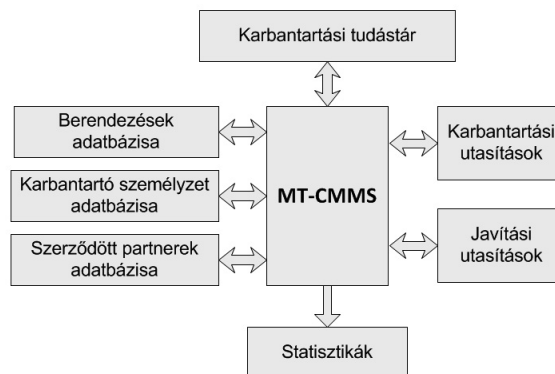 Karbantartási tudástár
Berendezések
adatbázisa
Karbantartó személyzet
adatbázisa
Szerződött partnerek
adatbázisa
MT-CMMS
Karbantartási
utasítások
Javítási
utasítások
Statisztikák